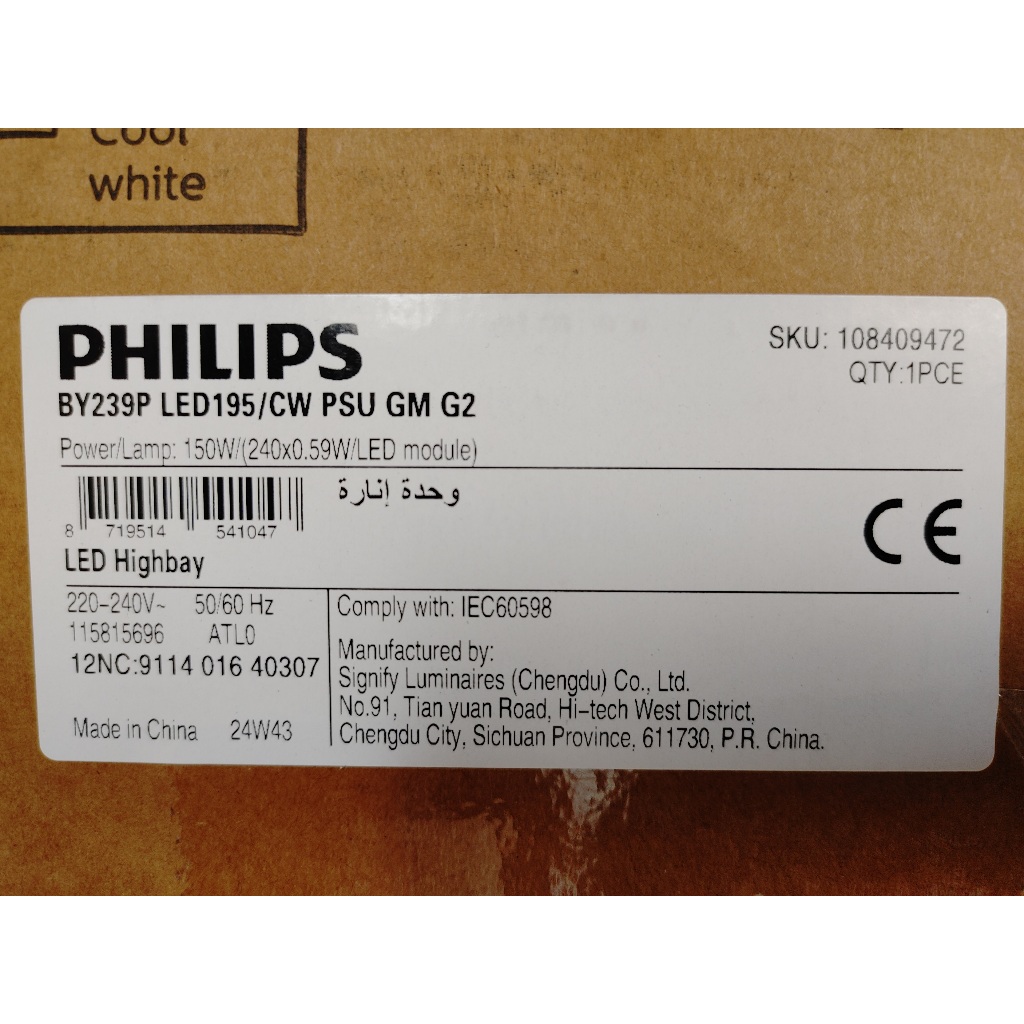 Cool
white
PHILIPS
SKU: 108409472
QTY:1PCE
BY239P LED195/CW PSU GM G2
Power/Lamp: 150W/(240x0.59W/LED module)
وحدة إنارة
8 719514 541047
CE
LED Highbay
220-240V~ 50/60 Hz
115815696 ATL0
12NC:9114 016 40307
Made in China 24W43
Comply with: IEC60598
Manufactured by:
Signify Luminaires (Chengdu) Co., Ltd.
No.91, Tian yuan Road, Hi-tech West District,
Chengdu City, Sichuan Province, 611730, P.R. China.